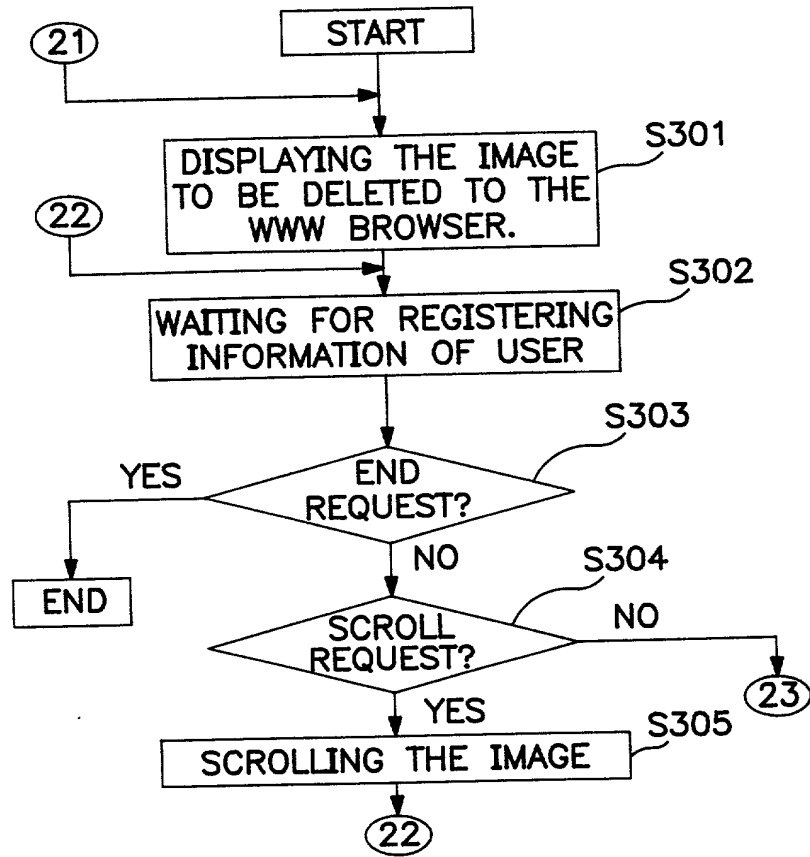 START
21
S301
DISPLAYING THE IMAGE
TO BE DELETED TO THE
WWW BROWSER.
22
S302
WAITING FOR REGISTERING
INFORMATION OF USER
S303
END
REQUEST?
YES
NO
END
S304
SCROLL
REQUEST?
NO
23
YES
S305
SCROLLING THE IMAGE
22